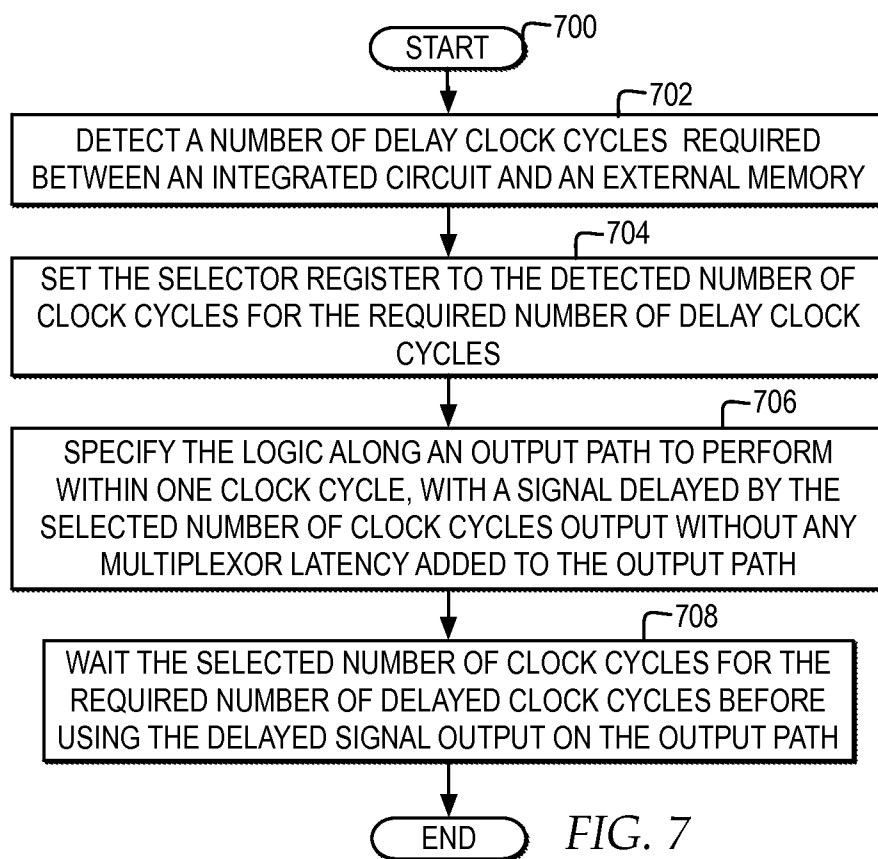 START
700
702
DETECT A NUMBER OF DELAY CLOCK CYCLES REQUIRED
BETWEEN AN INTEGRATED CIRCUIT AND AN EXTERNAL MEMORY
704
SET THE SELECTOR REGISTER TO THE DETECTED NUMBER OF
CLOCK CYCLES FOR THE REQUIRED NUMBER OF DELAY CLOCK
CYCLES
706
SPECIFY THE LOGIC ALONG AN OUTPUT PATH TO PERFORM
WITHIN ONE CLOCK CYCLE, WITH A SIGNAL DELAYED BY THE
SELECTED NUMBER OF CLOCK CYCLES OUTPUT WITHOUT ANY
MULTIPLEXOR LATENCY ADDED TO THE OUTPUT PATH
708
WAIT THE SELECTED NUMBER OF CLOCK CYCLES FOR THE
REQUIRED NUMBER OF DELAYED CLOCK CYCLES BEFORE
USING THE DELAYED SIGNAL OUTPUT ON THE OUTPUT PATH
END
FIG. 7